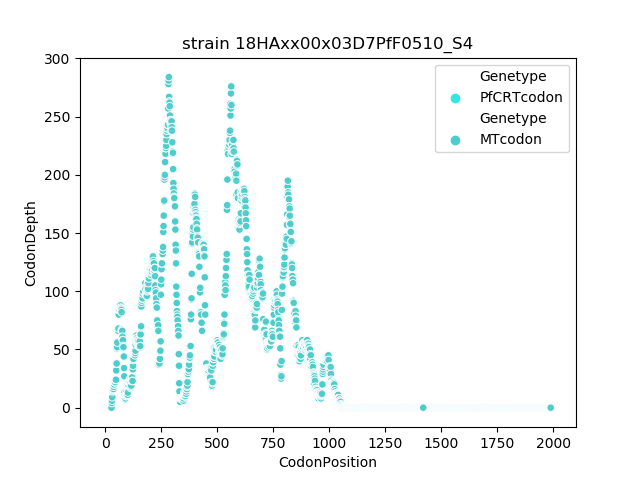 strain 18HAxx00x03D7PfF0510_S4
300
250
200
150
100
50
0
CodonDepth
Genetype
PfCRTcodon
Genetype
MTcodon
0 250 500 750 1000 1250 1500 1750 2000
CodonPosition